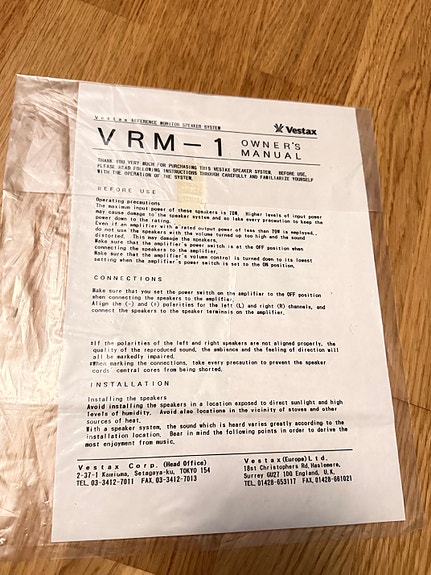 Vestax REFERENCE MONITOR SPEAKER SYSTEM
Vestax
VRM-1 OWNER'S MANUAL
THANK YOU VERY MUCH FOR PURCHASING THIS VESTAX SPEAKER SYSTEM. BEFORE USE,
PLEASE READ FOLLOWING INSTRUCTIONS THROUGH CAREFULLY AND FAMILIARIZE YOURSELF
WITH THE OPERATION OF THE SYSTEM.
BEFORE USE
Operating precautions
The maximum input power of these speakers is 70W. Higher levels of input power
may cause damage to the speaker system and so take every precaution to keep the
power down to the rating.
Even if an amplifier with a rated output power of less than 70W is employed,
do not use the speakers with the volume turned up too high and the sound
distorted. This may damage the speakers.
Make sure that the amplifier's power switch is at the OFF position when
connecting the speakers to the amplifier.
Make sure that the amplifier's volume control is turned down to its lowest
setting when the amplifier's power switch is set to the ON position.
CONNECTIONS
Make sure that you set the power switch on the amplifier to the OFF position
when connecting the speakers to the amplifier.
Align the (-) and (+) polarities for the left (L) and right (R) channels, and
connect the speakers to the speaker terminals on the amplifier.
*If the polarities of the left and right speakers are not aligned properly, the
quality of the reproduced sound, the ambience and the feeling of direction will
all be markedly impaired.
*When marking the connections, take every precaution to prevent the speaker
cords central cores from being shorted.
INSTALLATION
Installing the speakers
Avoid installing the speakers in a location exposed to direct sunlight and high
levels of humidity. Avoid also locations in the vicinity of stoves and other
sources of heat.
With a speaker system, the sound which is heard varies greatly according to the
installation location. Bear in mind the following points in order to derive the
most enjoyment from music.
Vestax Corp. (Head Office)
2-37-1 Kamiuma, Setagaya-ku, TOKYO 154
TEL. 03-3412-7011 FAX. 03-3412-7013
Vestax (Europe) Ltd.
18st Christophers Rd, Haslemere,
Surrey GU27 1DQ England, U.K.
TEL. 01428-653117 FAX, 01428-661021